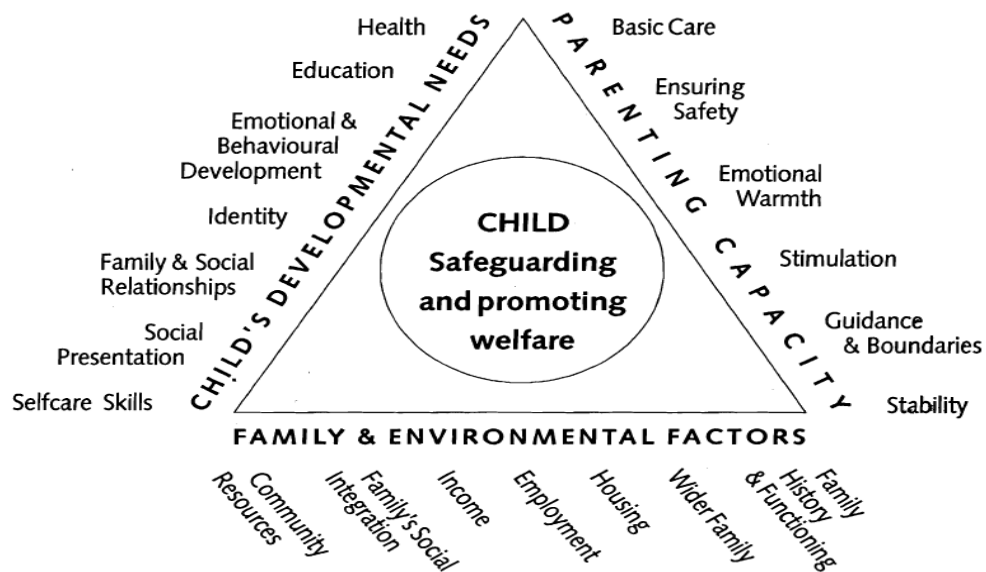 Health
Education
Emotional &
Behavioural
Development
Identity
Family & Social
Relationships
Social
Presentation
Selfcare Skills
CHILD'S DEVELOPMENTAL NEEDS
PARENTING CAPACITY
Basic Care
Ensuring
Safety
Emotional
Warmth
Stimulation
Guidance
& Boundaries
Stability
CHILD
Safeguarding
and promoting
welfare
FAMILY & ENVIRONMENTAL FACTORS
Community
Resources
Family's Social
Integration
Income
Employment
Housing
Wider Family
Family
History
& Functioning